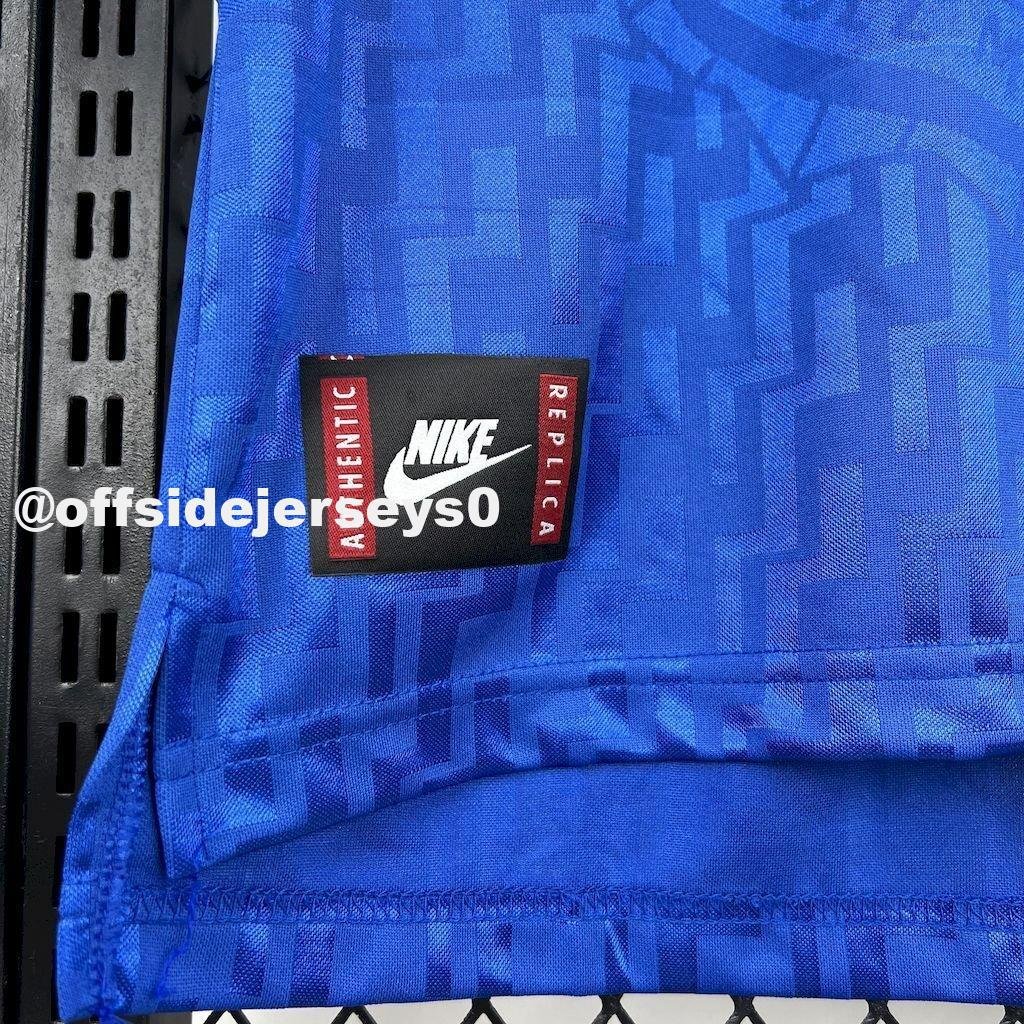 AUTHENTIC
NIKE
REPLICA
@offsidejerseys0